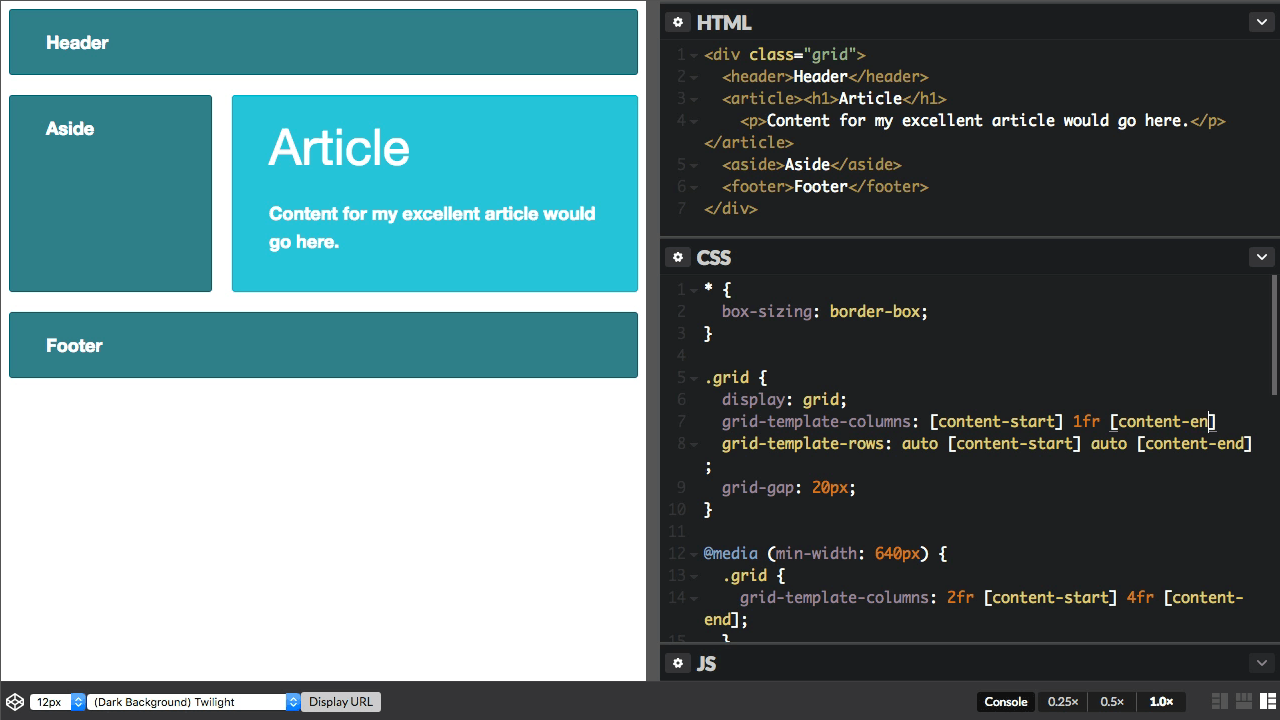 Header
Aside
Article
Content for my excellent article would
go here.
Footer
HTML
1 <div class="grid">
2 <header>Header</header>
3 <article><h1>Article</h1>
4 <p>Content for my excellent article would go here.</p>
</article>
5 <aside>Aside</aside>
6 <footer>Footer</footer>
7 </div>
CSS
1 * {
2 box-sizing: border-box;
3 }
4
5 .grid {
6 display: grid;
7 grid-template-columns: [content-start] 1fr [content-en]
8 grid-template-rows: auto [content-start] auto [content-end]
;
9 grid-gap: 20px;
10 }
11
12 @media (min-width: 640px) {
13 .grid {
14 grid-template-columns: 2fr [content-start] 4fr [content-
end];
15 }
JS
12px (Dark Background) Twilight Display URL Console 0.25× 0.5× 1.0×